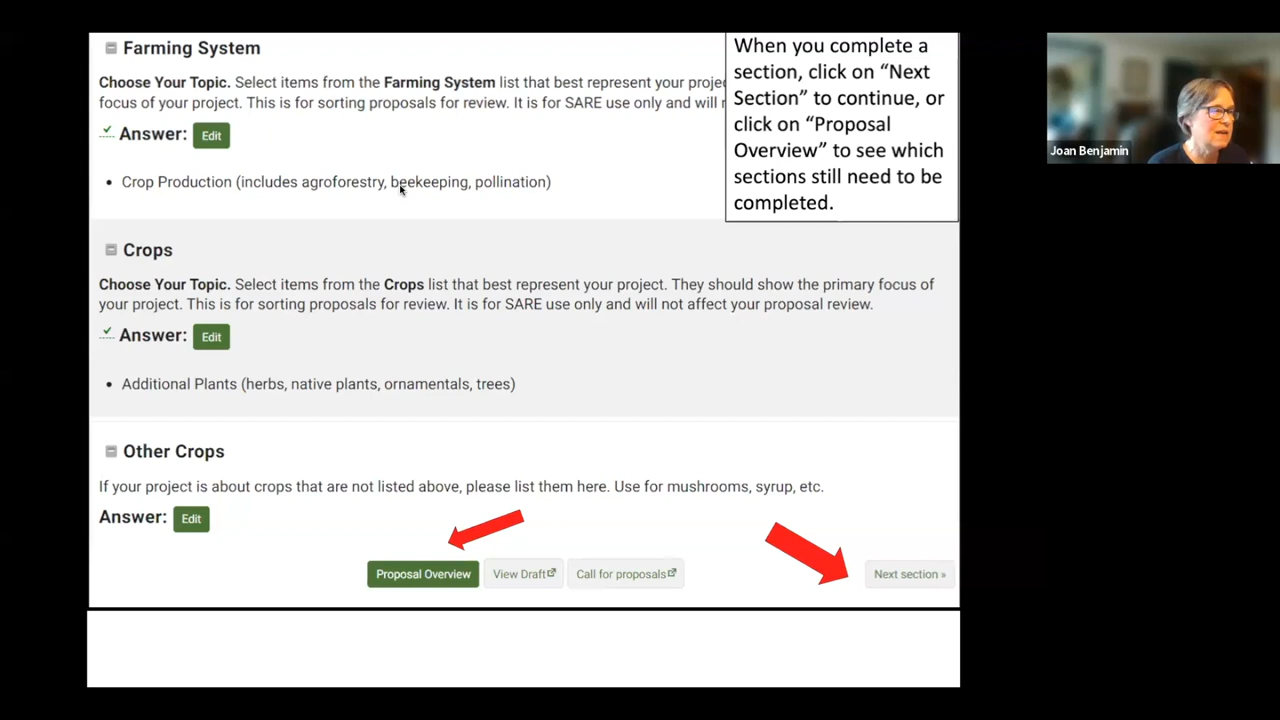 Farming System
Choose Your Topic. Select items from the Farming System list that best represent your proje
focus of your project. This is for sorting proposals for review. It is for SARE use only and will r
Answer: Edit
• Crop Production (includes agroforestry, beekeeping, pollination)
When you complete a
section, click on “Next
Section” to continue, or
click on “Proposal
Overview” to see which
sections still need to be
completed.
Joan Benjamin
Crops
Choose Your Topic. Select items from the Crops list that best represent your project. They should show the primary focus of
your project. This is for sorting proposals for review. It is for SARE use only and will not affect your proposal review.
Answer: Edit
• Additional Plants (herbs, native plants, ornamentals, trees)
Other Crops
If your project is about crops that are not listed above, please list them here. Use for mushrooms, syrup, etc.
Answer: Edit
Proposal Overview View Draft Call for proposals Next section »